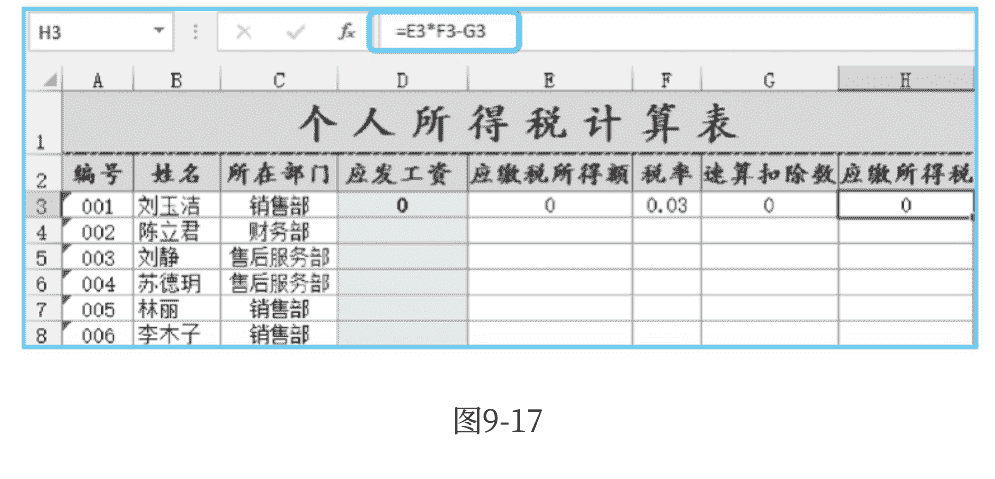 H3 fx =E3*F3-G3
A B C D E F G H
1 个人所得税计算表
2 编号 姓名 所在部门 应发工资 应缴税所得额 税率 速算扣除数 应缴所得税
3 001 刘玉洁 销售部 0 0 0.03 0 0
4 002 陈立君 财务部
5 003 刘静 售后服务部
6 004 苏德玥 售后服务部
7 005 林丽 销售部
8 006 李木子 销售部
图9-17